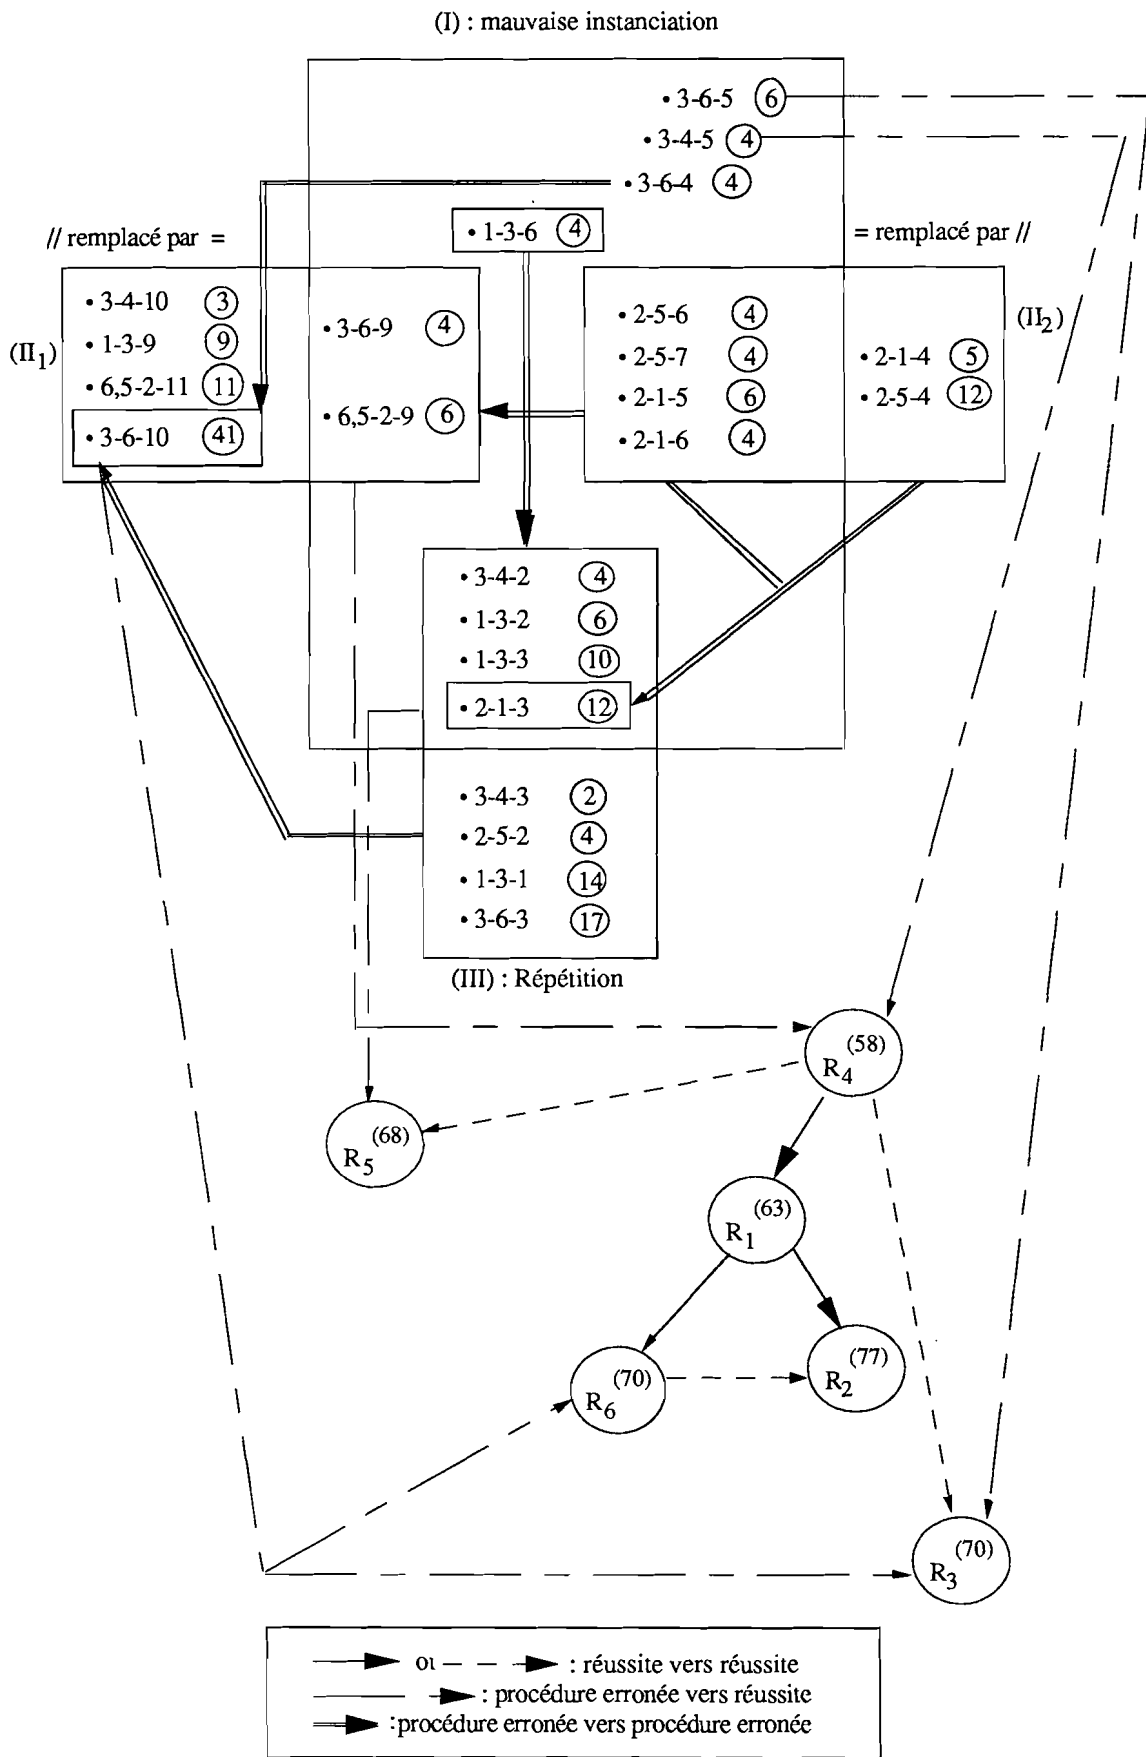 (I) : mauvaise instanciation
• 3-6-5 6
• 3-4-5 4
• 3-6-4 4
• 1-3-6 4
// remplacé par =
= remplacé par //
(II1)
• 3-4-10 3
• 1-3-9 9
• 6,5-2-11 11
• 3-6-10 41
• 3-6-9 4
• 6,5-2-9 6
• 2-5-6 4
• 2-5-7 4
• 2-1-5 6
• 2-1-6 4
• 2-1-4 5
• 2-5-4 12
(II2)
• 3-4-2 4
• 1-3-2 6
• 1-3-3 10
• 2-1-3 12
• 3-4-3 2
• 2-5-2 4
• 1-3-1 14
• 3-6-3 17
(III) : Répétition
R4 (58)
R5 (68)
R1 (63)
R6 (70)
R2 (77)
R3 (70)
oı : réussite vers réussite
: procédure erronée vers réussite
:procédure erronée vers procédure erronée